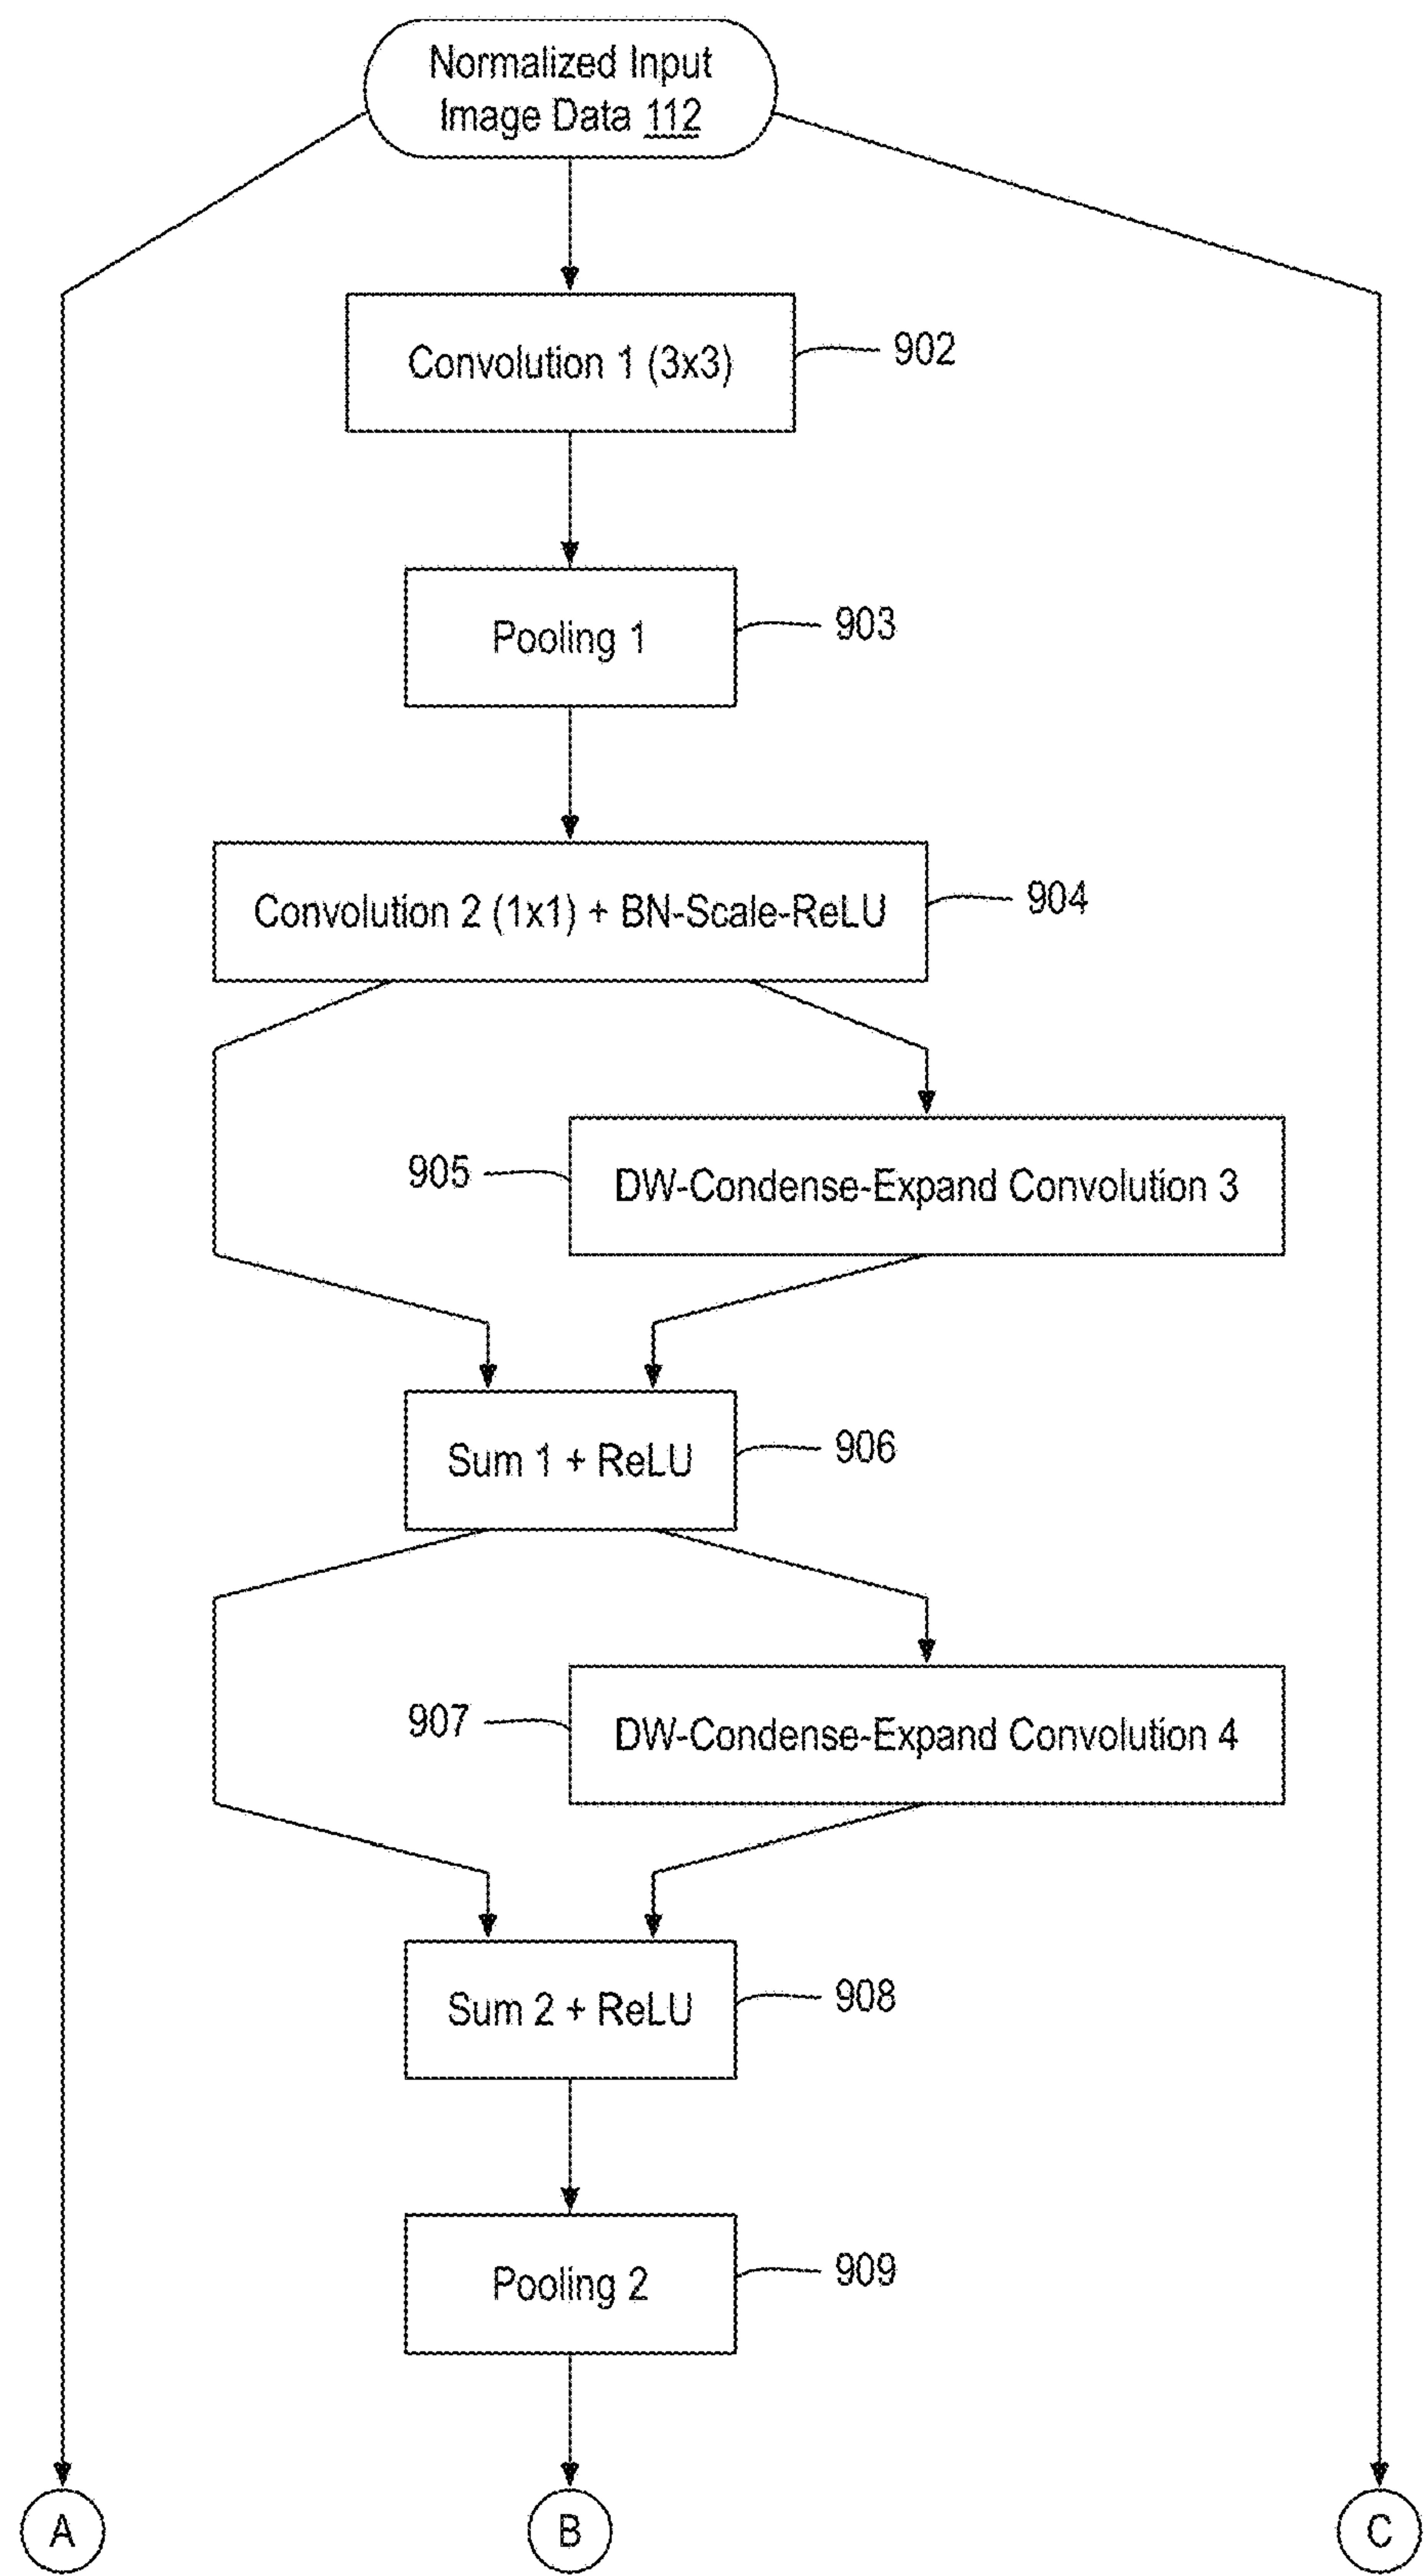 Normalized Input
Image Data 112
Convolution 1 (3x3)
902
Pooling 1
903
Convolution 2 (1x1) + BN-Scale-ReLU
904
905
DW-Condense-Expand Convolution 3
Sum 1 + ReLU
906
907
DW-Condense-Expand Convolution 4
Sum 2 + ReLU
908
Pooling 2
909
A
B
C